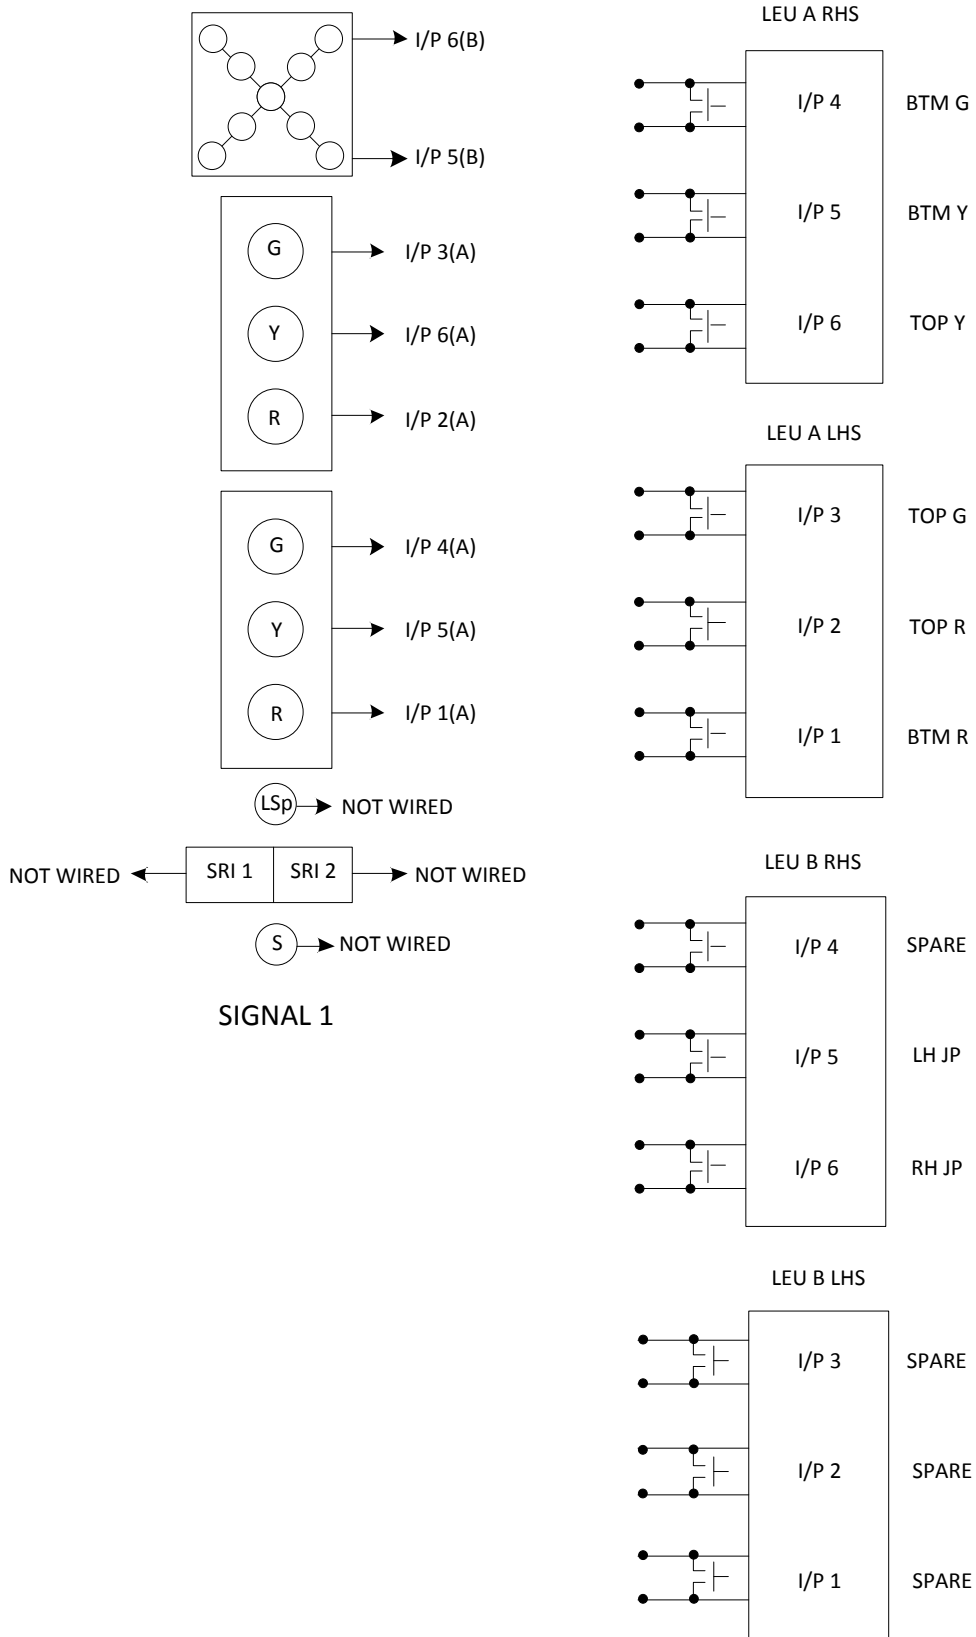 I/P 6(B)
I/P 5(B)
G
I/P 3(A)
Y
I/P 6(A)
R
I/P 2(A)
G
I/P 4(A)
Y
I/P 5(A)
R
I/P 1(A)
LSp
NOT WIRED
NOT WIRED
SRI 1
SRI 2
NOT WIRED
S
NOT WIRED
SIGNAL 1
LEU A RHS
I/P 4
BTM G
I/P 5
BTM Y
I/P 6
TOP Y
LEU A LHS
I/P 3
TOP G
I/P 2
TOP R
I/P 1
BTM R
LEU B RHS
I/P 4
SPARE
I/P 5
LH JP
I/P 6
RH JP
LEU B LHS
I/P 3
SPARE
I/P 2
SPARE
I/P 1
SPARE